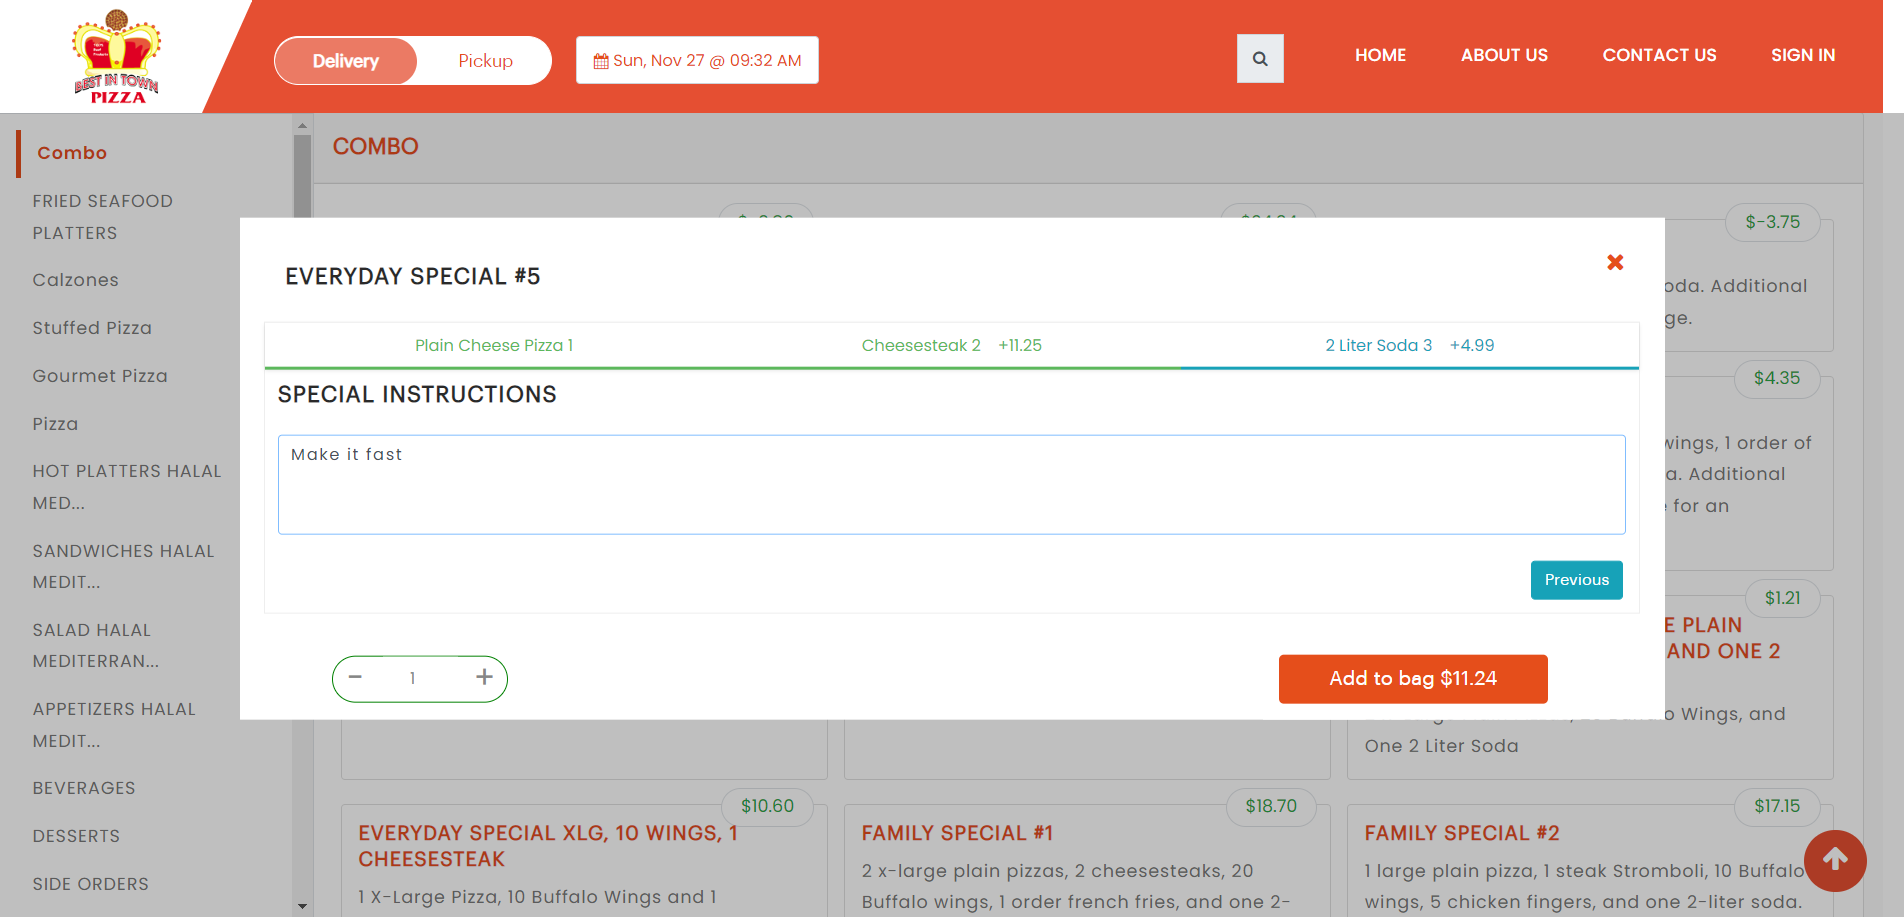 BEST IN TOWN
PIZZA
Delivery
Pickup
Sun, Nov 27 @ 09:32 AM
HOME
ABOUT US
CONTACT US
SIGN IN
Combo
FRIED SEAFOOD
PLATTERS
Calzones
Stuffed Pizza
Gourmet Pizza
Pizza
HOT PLATTERS HALAL
MED...
SANDWICHES HALAL
MEDIT...
SALAD HALAL
MEDITERRAN...
APPETIZERS HALAL
MEDIT...
BEVERAGES
DESSERTS
SIDE ORDERS
COMBO
$-3.75
oda. Additional
ge.
$4.35
wings, 1 order of
a. Additional
for an
$1.21
E PLAIN
AND ONE 2
Wings, and
One 2 Liter Soda
EVERYDAY SPECIAL #5
Plain Cheese Pizza 1
Cheesesteak 2 +11.25
2 Liter Soda 3 +4.99
SPECIAL INSTRUCTIONS
Make it fast
Previous
− 1 +
Add to bag $11.24
$10.60
EVERYDAY SPECIAL XLG, 10 WINGS, 1
CHEESESTEAK
1 X-Large Pizza, 10 Buffalo Wings and 1
$18.70
FAMILY SPECIAL #1
2 x-large plain pizzas, 2 cheesesteaks, 20
Buffalo wings, 1 order french fries, and one 2-
$17.15
FAMILY SPECIAL #2
1 large plain pizza, 1 steak Stromboli, 10 Buffalo
wings, 5 chicken fingers, and one 2-liter soda.